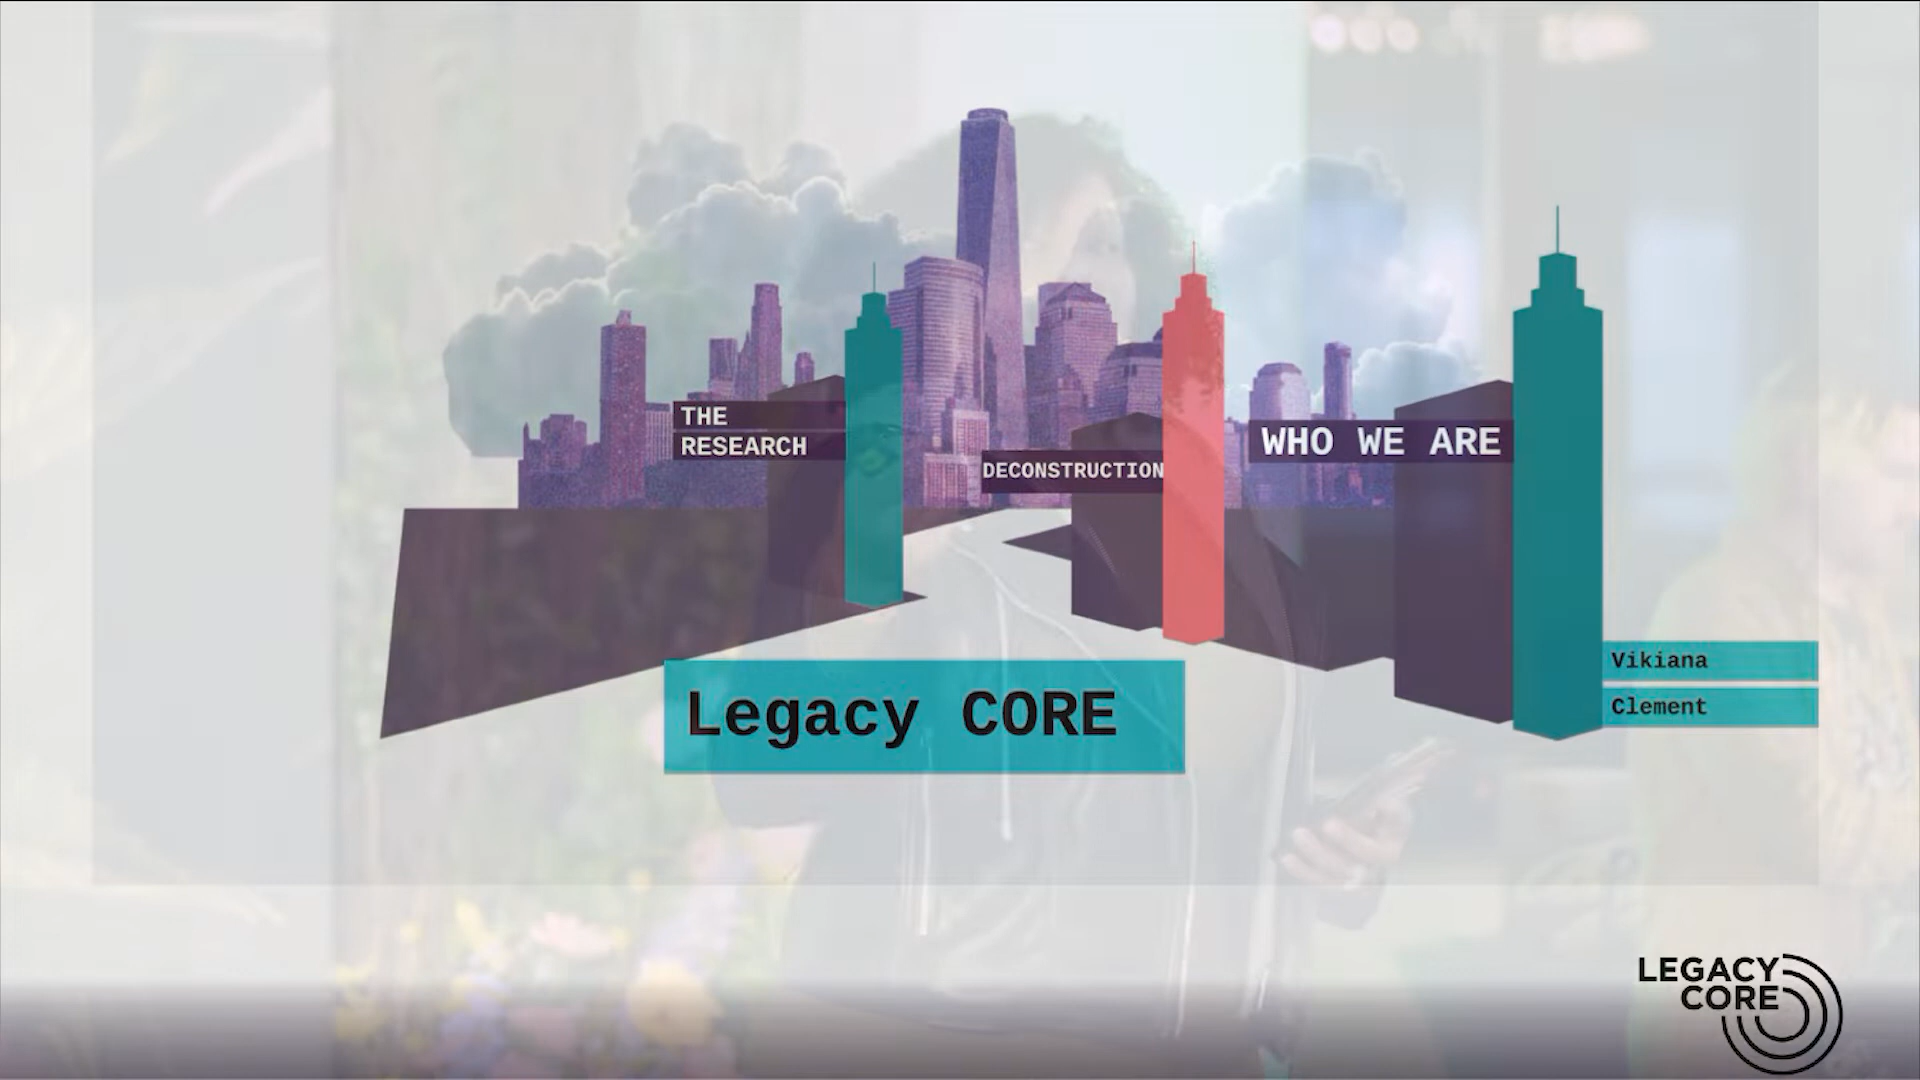 THE
RESEARCH
DECONSTRUCTION
WHO WE ARE
Vikiana
Clement
Legacy CORE
LEGACY
CORE